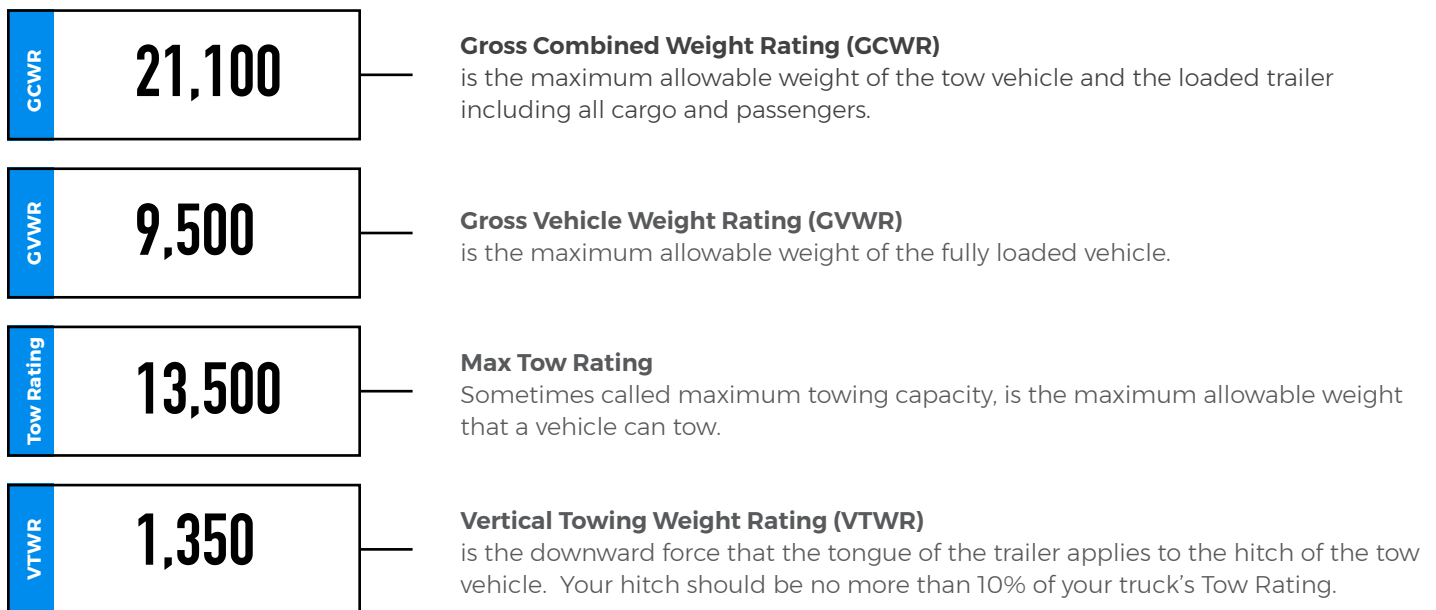 GCWR
21,100
Gross Combined Weight Rating (GCWR)
is the maximum allowable weight of the tow vehicle and the loaded trailer
including all cargo and passengers.
GVWR
9,500
Gross Vehicle Weight Rating (GVWR)
is the maximum allowable weight of the fully loaded vehicle.
Tow Rating
13,500
Max Tow Rating
Sometimes called maximum towing capacity, is the maximum allowable weight
that a vehicle can tow.
VTWR
1,350
Vertical Towing Weight Rating (VTWR)
is the downward force that the tongue of the trailer applies to the hitch of the tow
vehicle.  Your hitch should be no more than 10% of your truck’s Tow Rating.